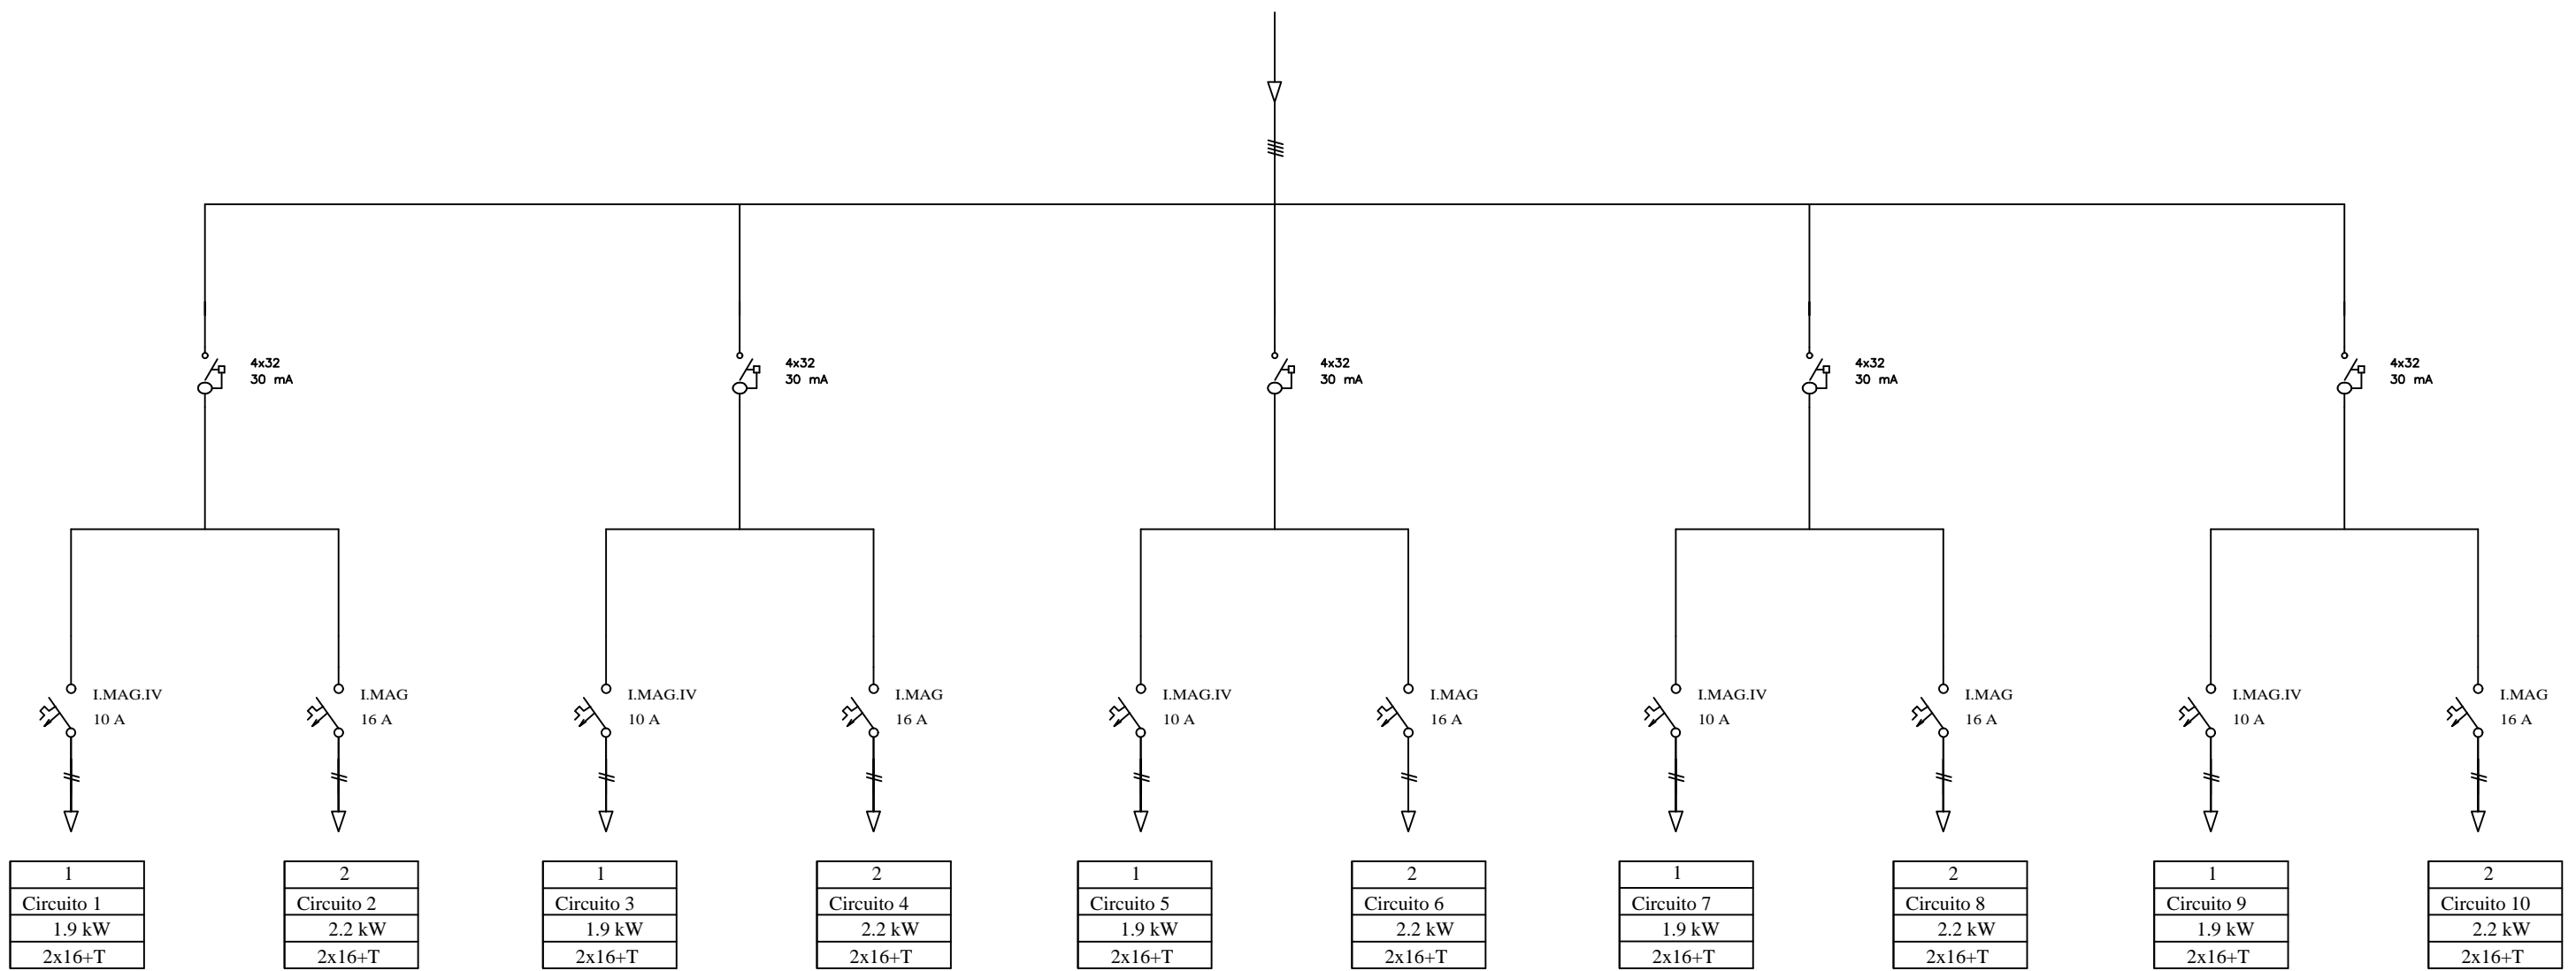 4x32
30 mA
4x32
30 mA
4x32
30 mA
4x32
30 mA
4x32
30 mA
I.MAG.IV
10 A
I.MAG
16 A
I.MAG.IV
10 A
I.MAG
16 A
I.MAG.IV
10 A
I.MAG
16 A
I.MAG.IV
10 A
I.MAG
16 A
I.MAG.IV
10 A
I.MAG
16 A
1
Circuito 1
1.9 kW
2x16+T
2
Circuito 2
2.2 kW
2x16+T
1
Circuito 3
1.9 kW
2x16+T
2
Circuito 4
2.2 kW
2x16+T
1
Circuito 5
1.9 kW
2x16+T
2
Circuito 6
2.2 kW
2x16+T
1
Circuito 7
1.9 kW
2x16+T
2
Circuito 8
2.2 kW
2x16+T
1
Circuito 9
1.9 kW
2x16+T
2
Circuito 10
2.2 kW
2x16+T